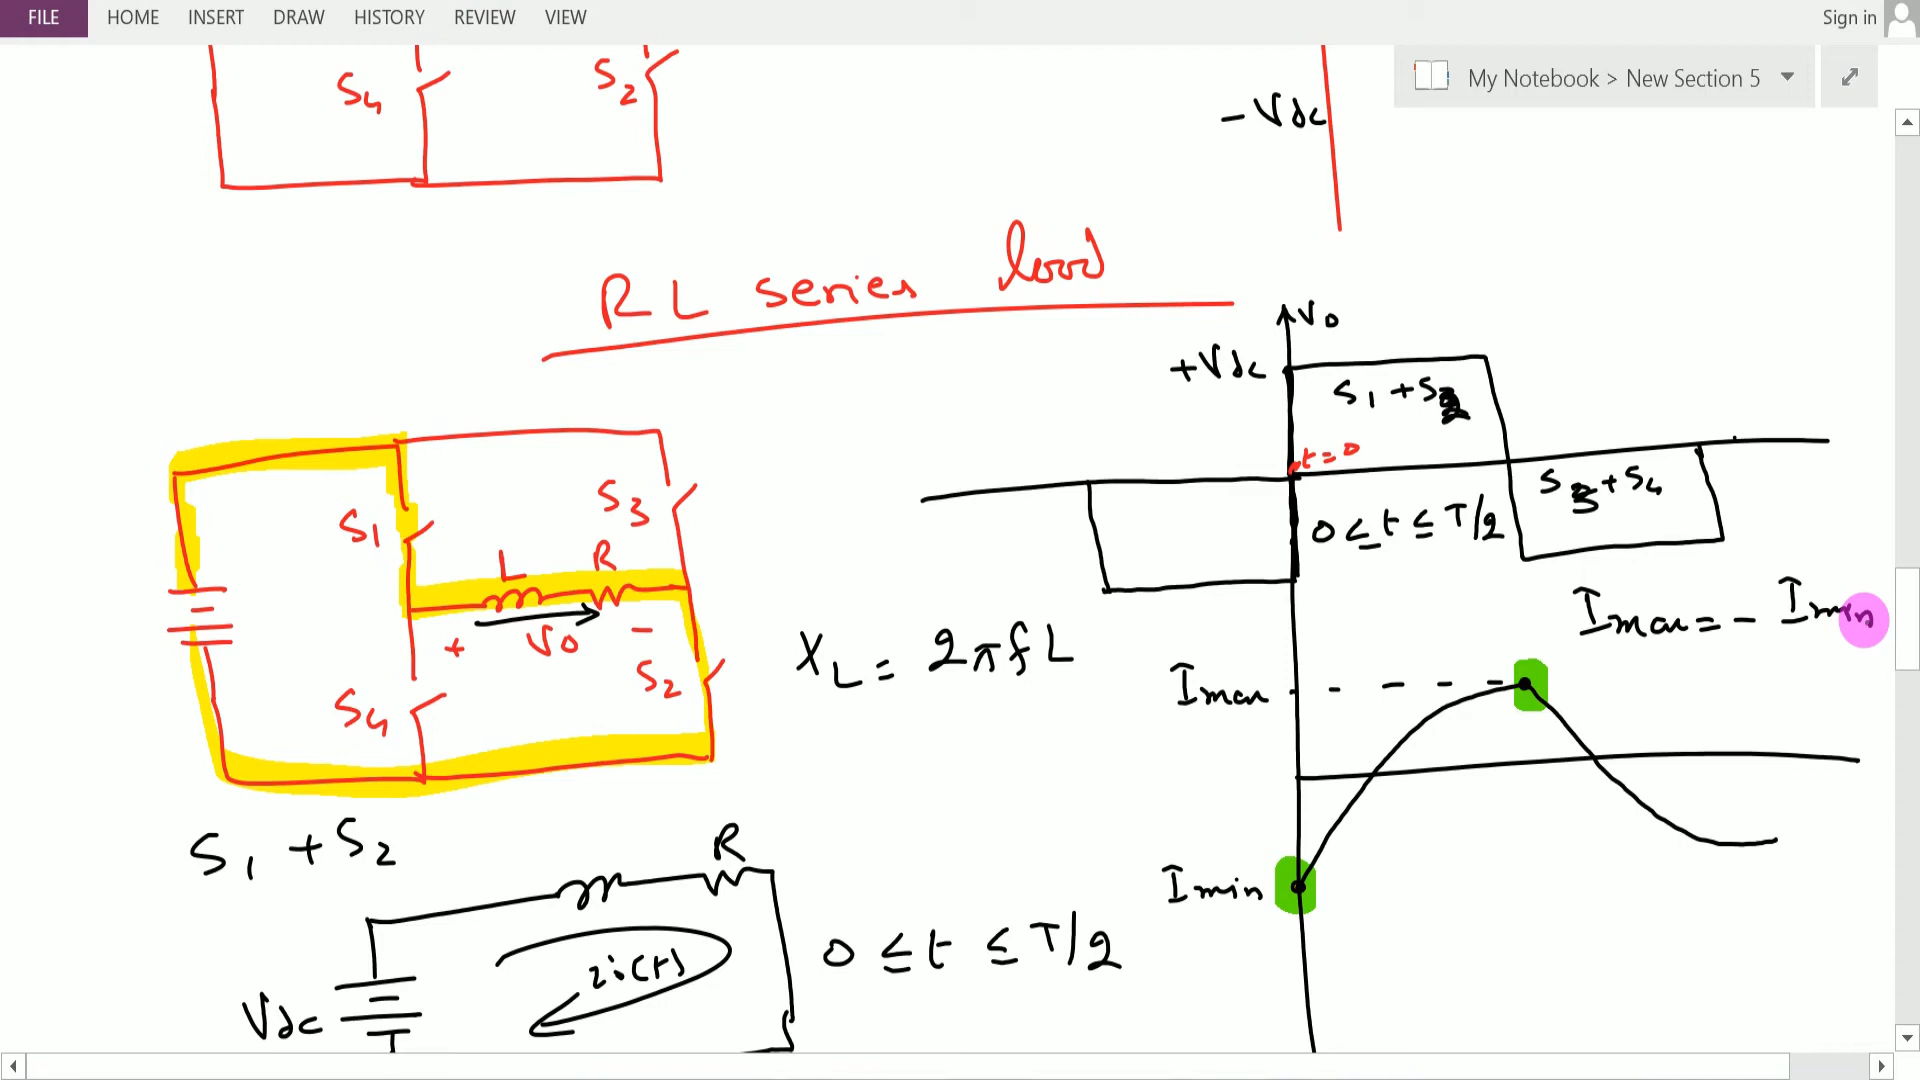 FILE HOME INSERT DRAW HISTORY REVIEW VIEW Sign in
My Notebook > New Section 5
S4 S2
-Vdc
RL series load
Vo
+Vdc
S1 + S2
t=0
S3 + S4
0 ≤ t ≤ T/2
S1 S3
L R
+ Vo -
S4 S2
XL = 2πfL
Imax = - Imin
Imax
Imin
S1 + S2
R
i(t)
0 ≤ t ≤ T/2
Vdc